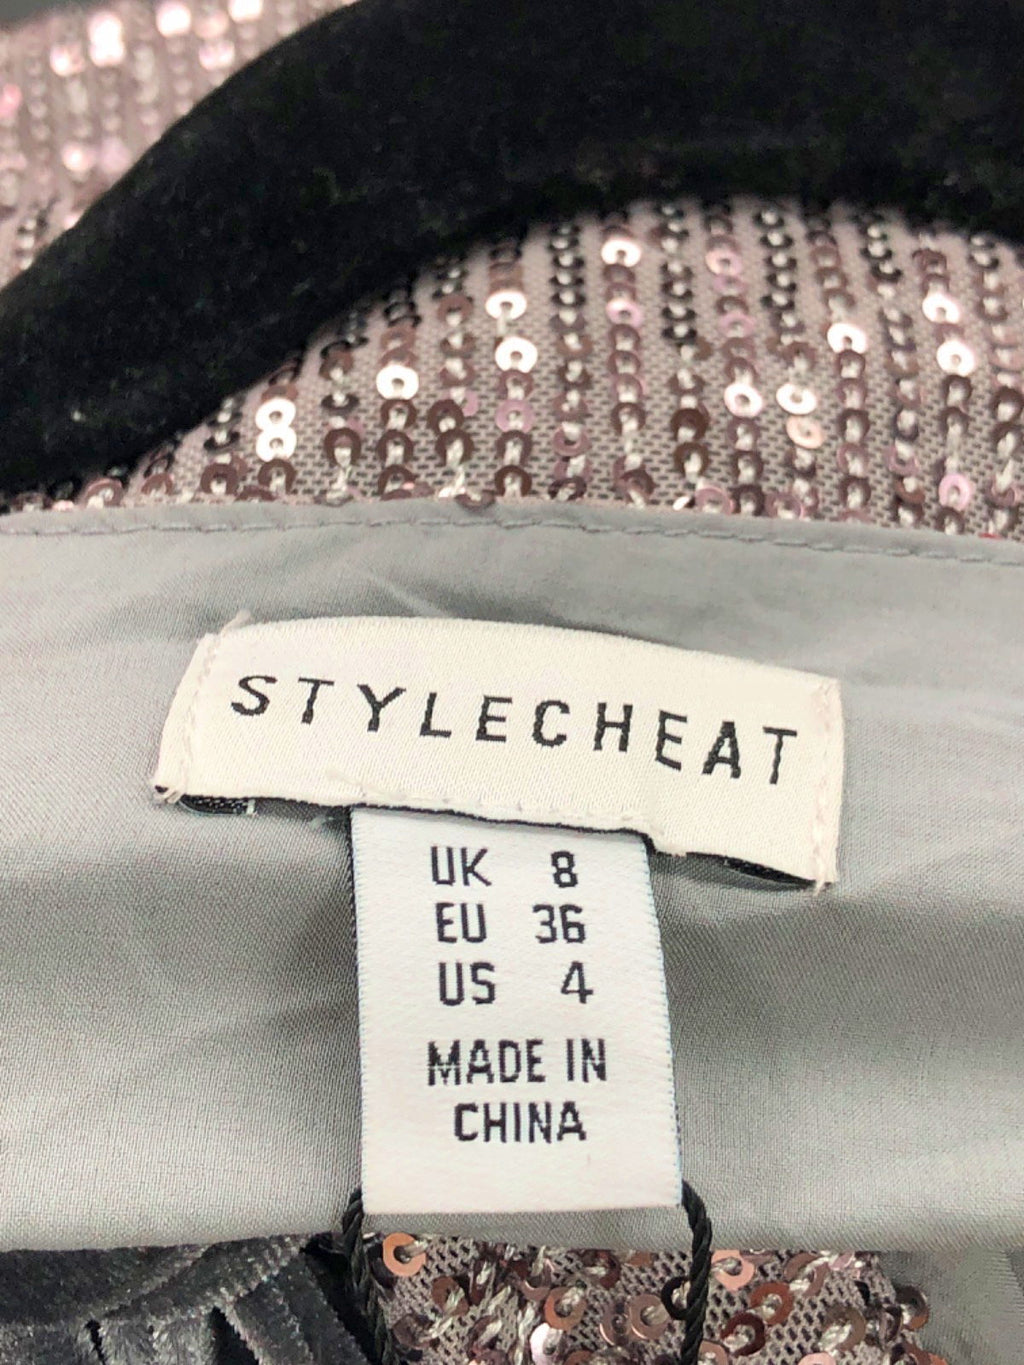 STYLECHEAT
UK 8
EU 36
US 4
MADE IN
CHINA